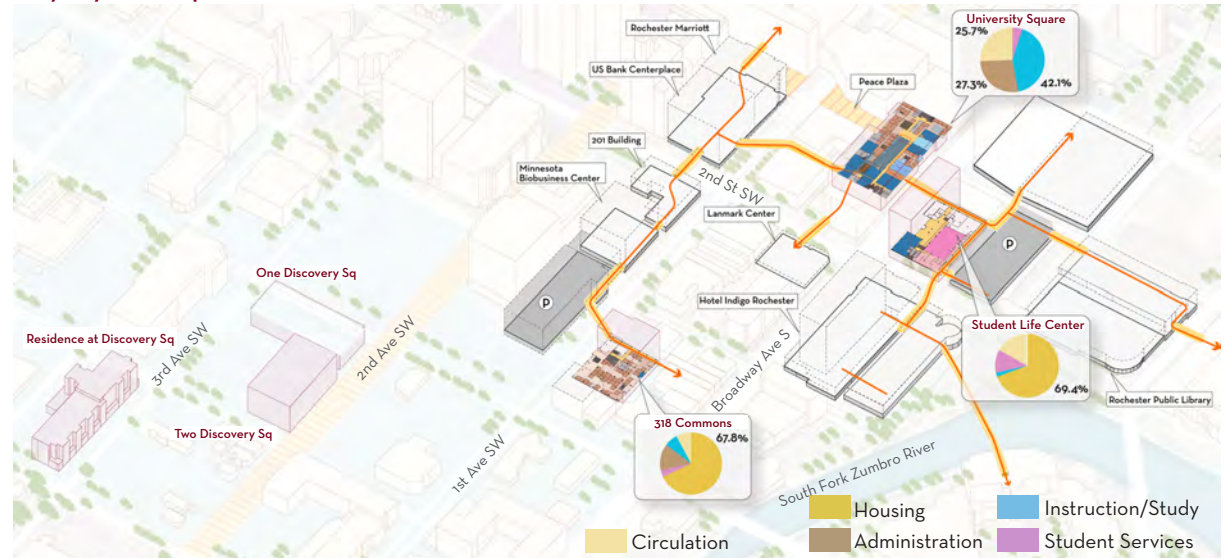 University Square
25.7%
27.3%
42.1%
Rochester Marriott
US Bank Centerplace
Peace Plaza
201 Building
Minnesota
Biobusiness Center
2nd St SW
Lanmark Center
P
P
One Discovery Sq
Hotel Indigo Rochester
Residence at Discovery Sq
3rd Ave SW
2nd Ave SW
Student Life Center
69.4%
Broadway Ave S
Rochester Public Library
Two Discovery Sq
318 Commons
67.8%
1st Ave SW
South Fork Zumbro River
Housing
Instruction/Study
Circulation
Administration
Student Services